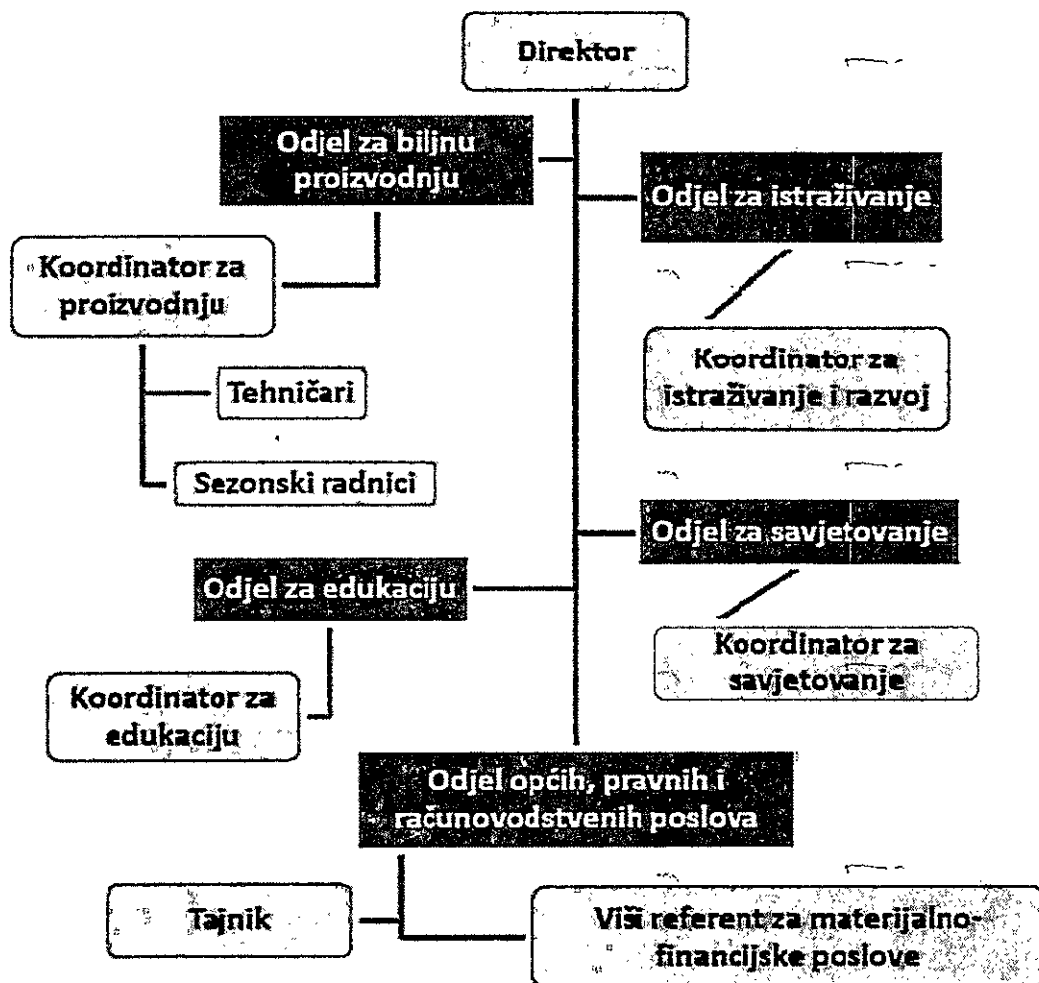 Direktor
Odjel za biljnu
proizvodnju
Odjel za istraživanje
Koordinator za
proizvodnju
Koordinator za
istraživanje i razvoj
Tehničari
Sezonski radnici
Odjel za savjetovanje
Odjel za edukaciju
Koordinator za
savjetovanje
Koordinator za
edukaciju
Odjel općih, pravnih i
računovodstvenih poslova
Tajnik
Viši referent za materijalno-
financijske poslove